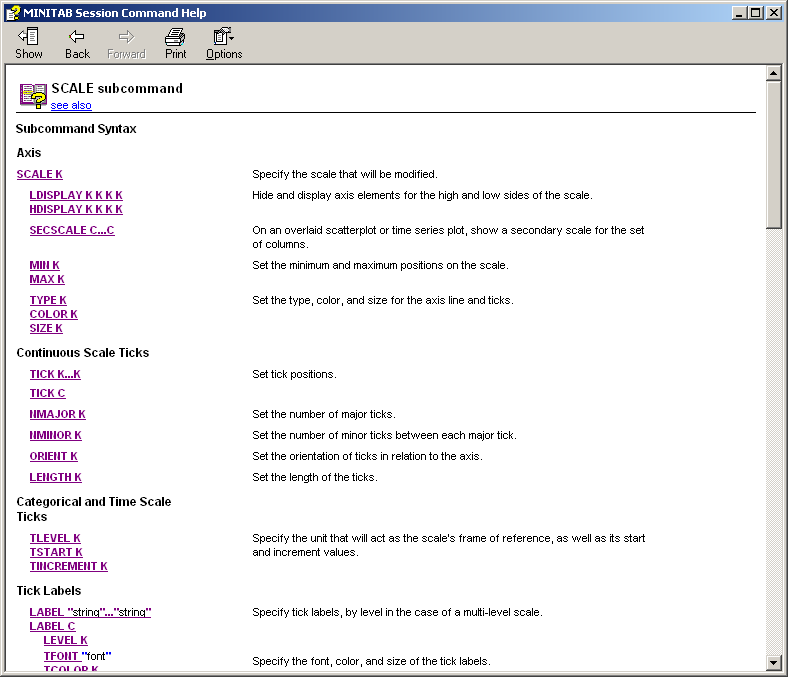 MINITAB Session Command Help
Show Back Forward Print Options
SCALE subcommand
see also
Subcommand Syntax
Axis
SCALE K Specify the scale that will be modified.
LDISPLAY K K K K Hide and display axis elements for the high and low sides of the scale.
HDISPLAY K K K K
SECSCALE C...C On an overlaid scatterplot or time series plot, show a secondary scale for the set
of columns.
MIN K Set the minimum and maximum positions on the scale.
MAX K
TYPE K Set the type, color, and size for the axis line and ticks.
COLOR K
SIZE K
Continuous Scale Ticks
TICK K...K Set tick positions.
TICK C
NMAJOR K Set the number of major ticks.
NMINOR K Set the number of minor ticks between each major tick.
ORIENT K Set the orientation of ticks in relation to the axis.
LENGTH K Set the length of the ticks.
Categorical and Time Scale
Ticks
TLEVEL K Specify the unit that will act as the scale's frame of reference, as well as its start
TSTART K and increment values.
TINCREMENT K
Tick Labels
LABEL "string"..."string" Specify tick labels, by level in the case of a multi-level scale.
LABEL C
LEVEL K
TFONT "font" Specify the font, color, and size of the tick labels.
TCOLOR K